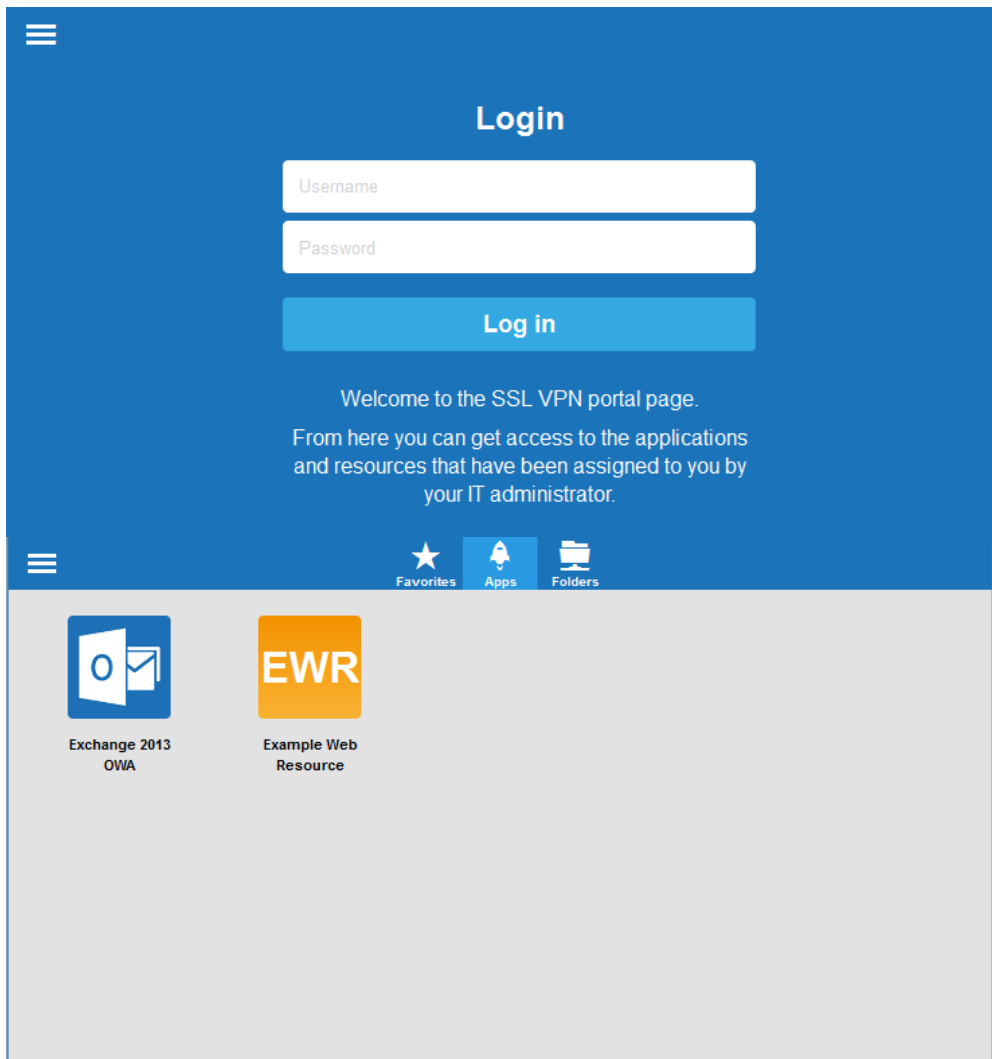 Login
Username
Password
Log in
Welcome to the SSL VPN portal page.
From here you can get access to the applications
and resources that have been assigned to you by
your IT administrator.
Favorites
Apps
Folders
O
EWR
Exchange 2013
OWA
Example Web
Resource